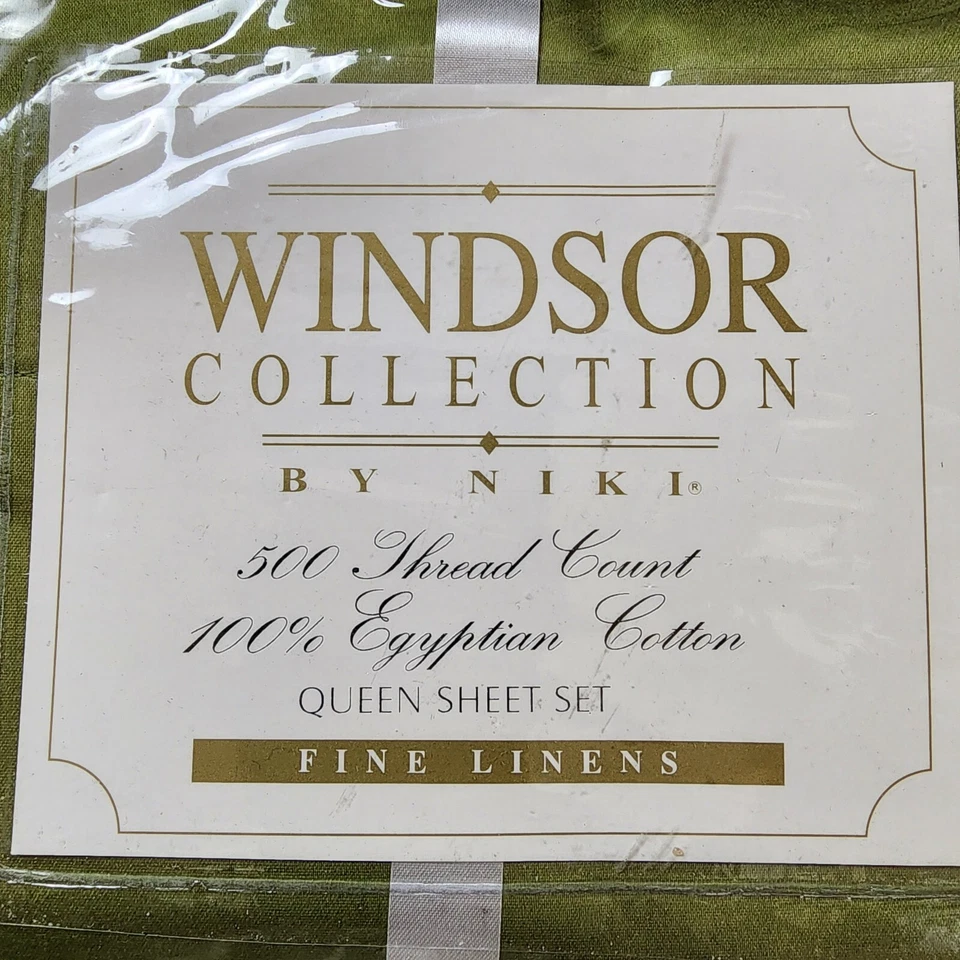 WINDSOR
COLLECTION
BY NIKI®
500 Thread Count
100% Egyptian Cotton
QUEEN SHEET SET
FINE LINENS